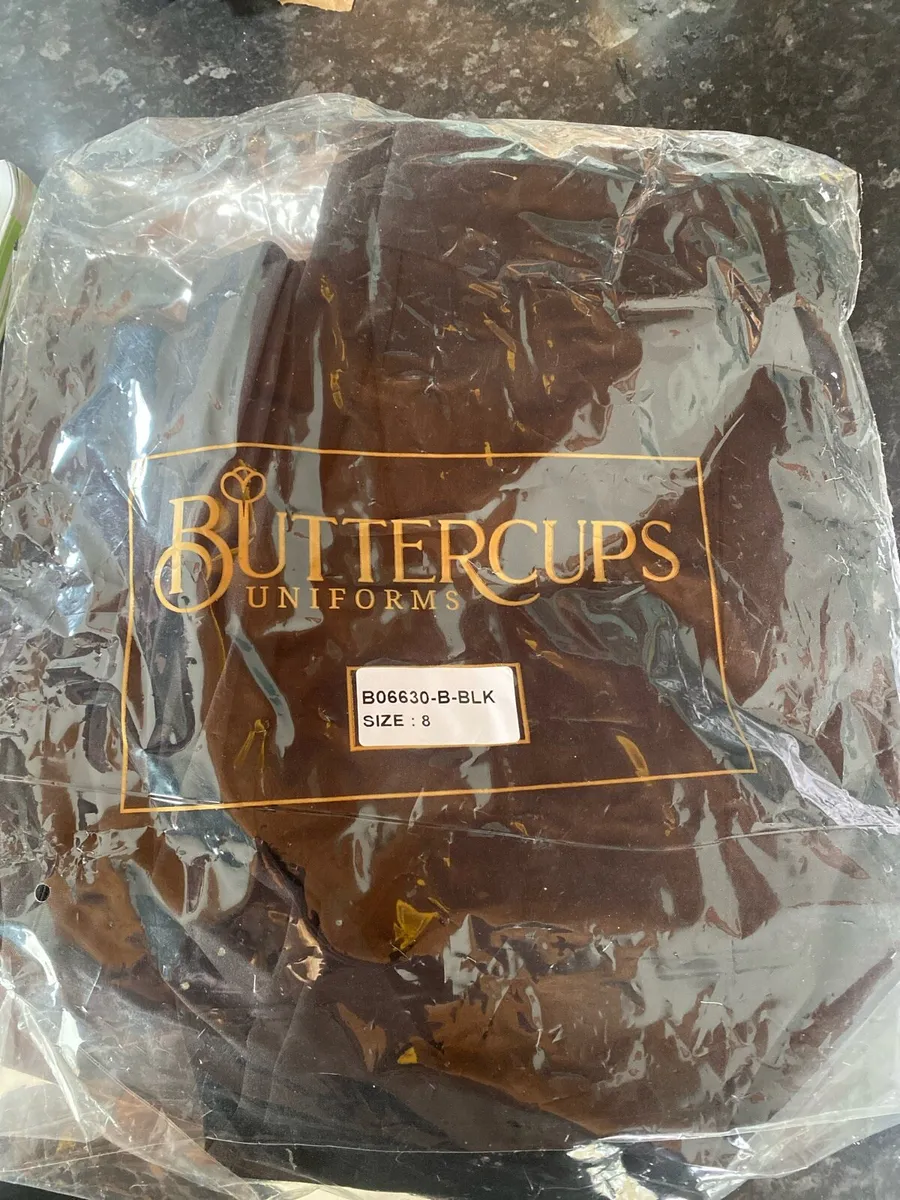 BUTTERCUPS
UNIFORMS
B06630-B-BLK
SIZE : 8